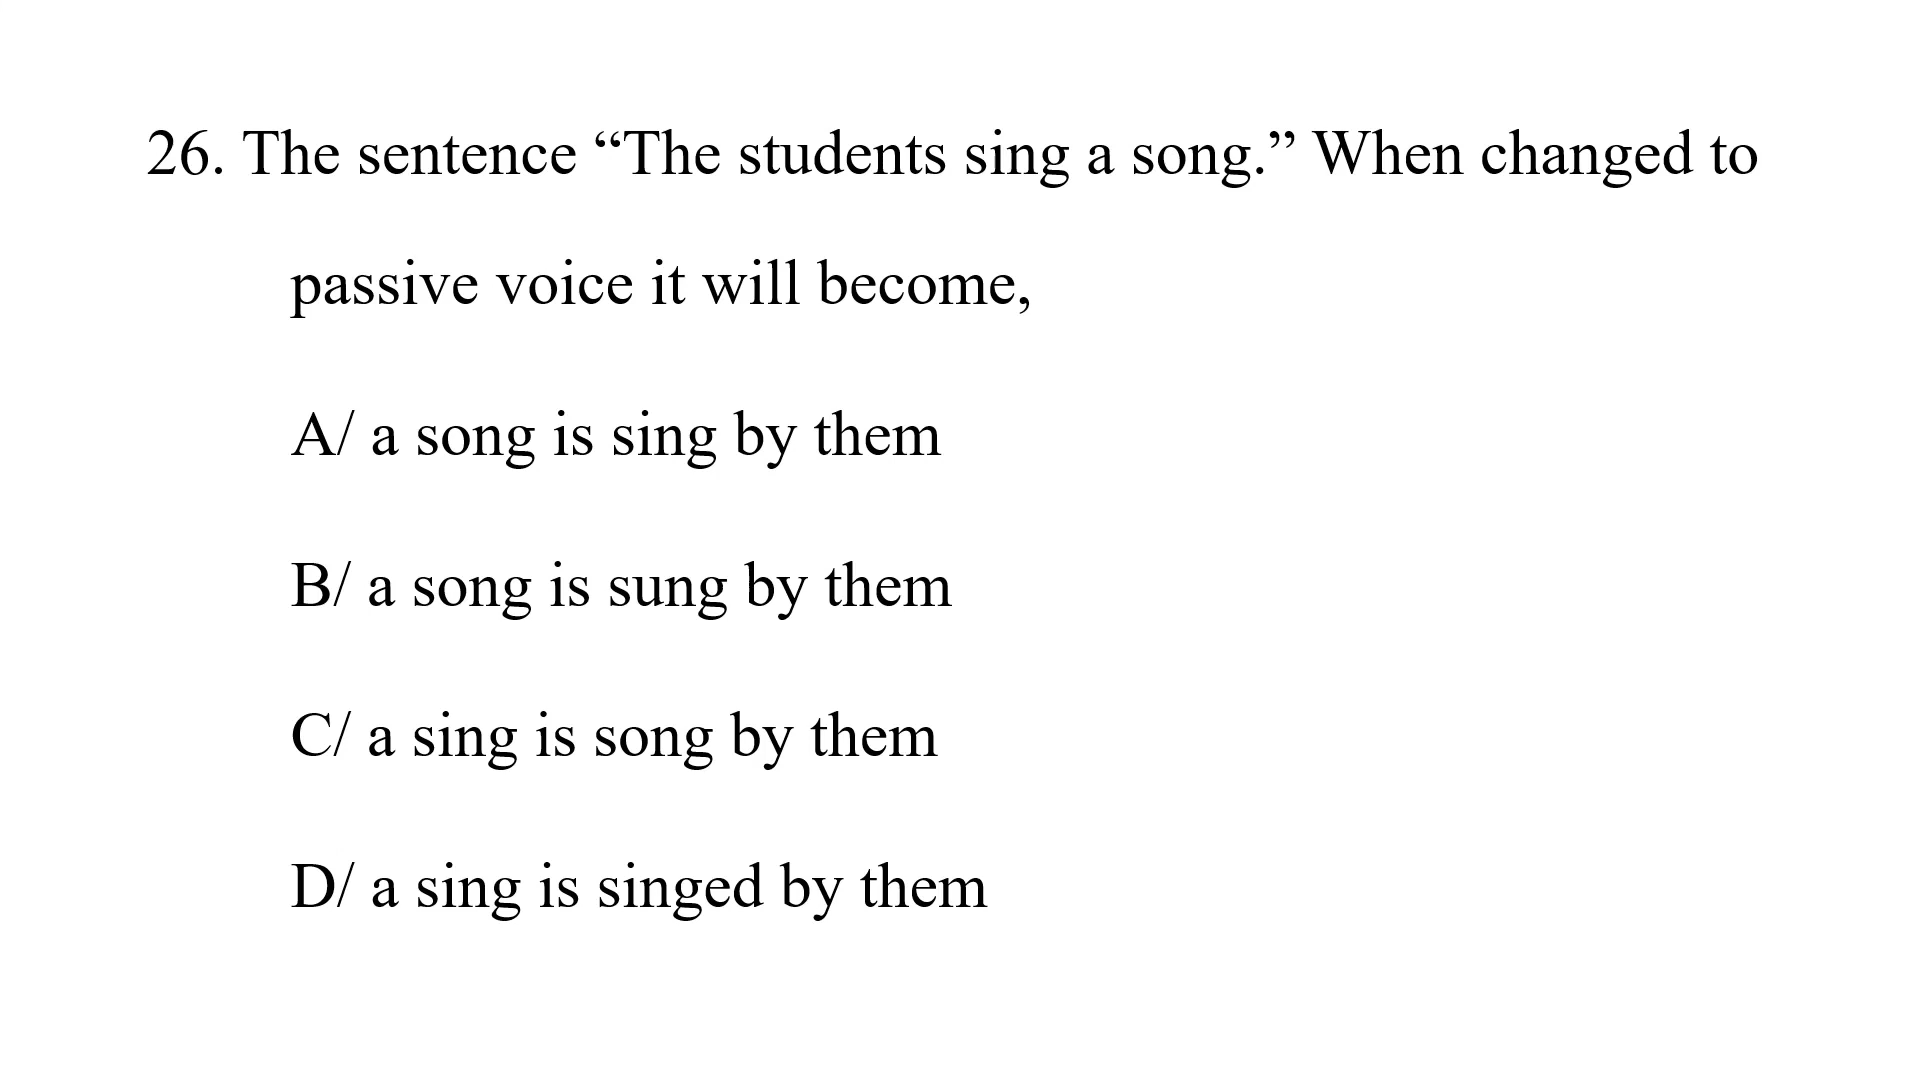 26. The sentence “The students sing a song.” When changed to
passive voice it will become,
A/ a song is sing by them
B/ a song is sung by them
C/ a sing is song by them
D/ a sing is singed by them